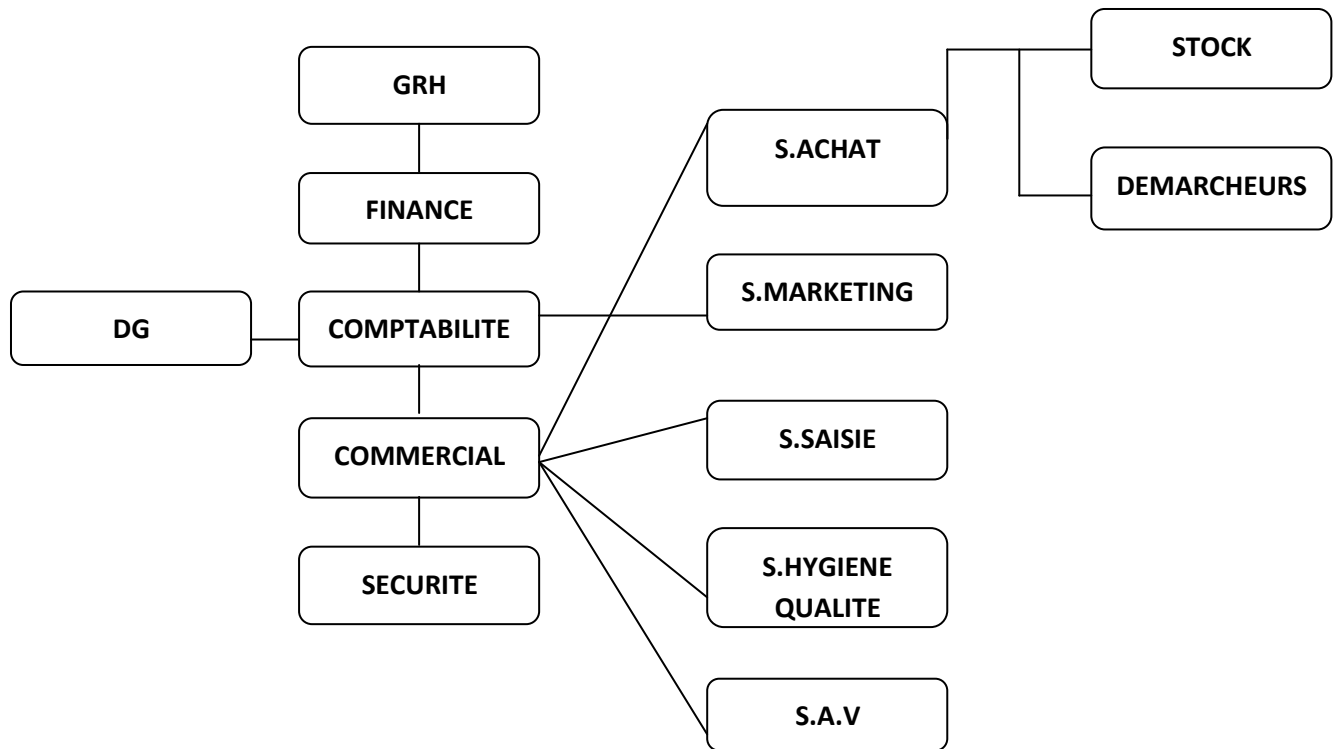 STOCK
GRH
S.ACHAT
DEMARCHEURS
FINANCE
S.MARKETING
DG
COMPTABILITE
S.SAISIE
COMMERCIAL
S.HYGIENE
QUALITE
SECURITE
S.A.V